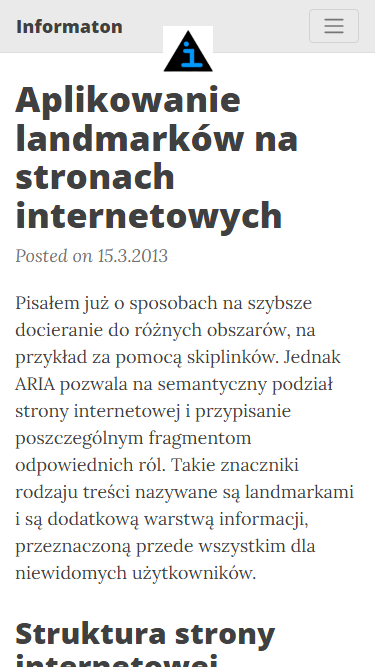 Informaton
i
Aplikowanie
landmarków na
stronach
internetowych
Posted on 15.3.2013
Pisałem już o sposobach na szybsze
docieranie do różnych obszarów, na
przykład za pomocą skiplinków. Jednak
ARIA pozwala na semantyczny podział
strony internetowej i przypisanie
poszczególnym fragmentom
odpowiednich ról. Takie znaczniki
rodzaju treści nazywane są landmarkami
i są dodatkową warstwą informacji,
przeznaczoną przede wszystkim dla
niewidomych użytkowników.
Struktura strony
internetowej